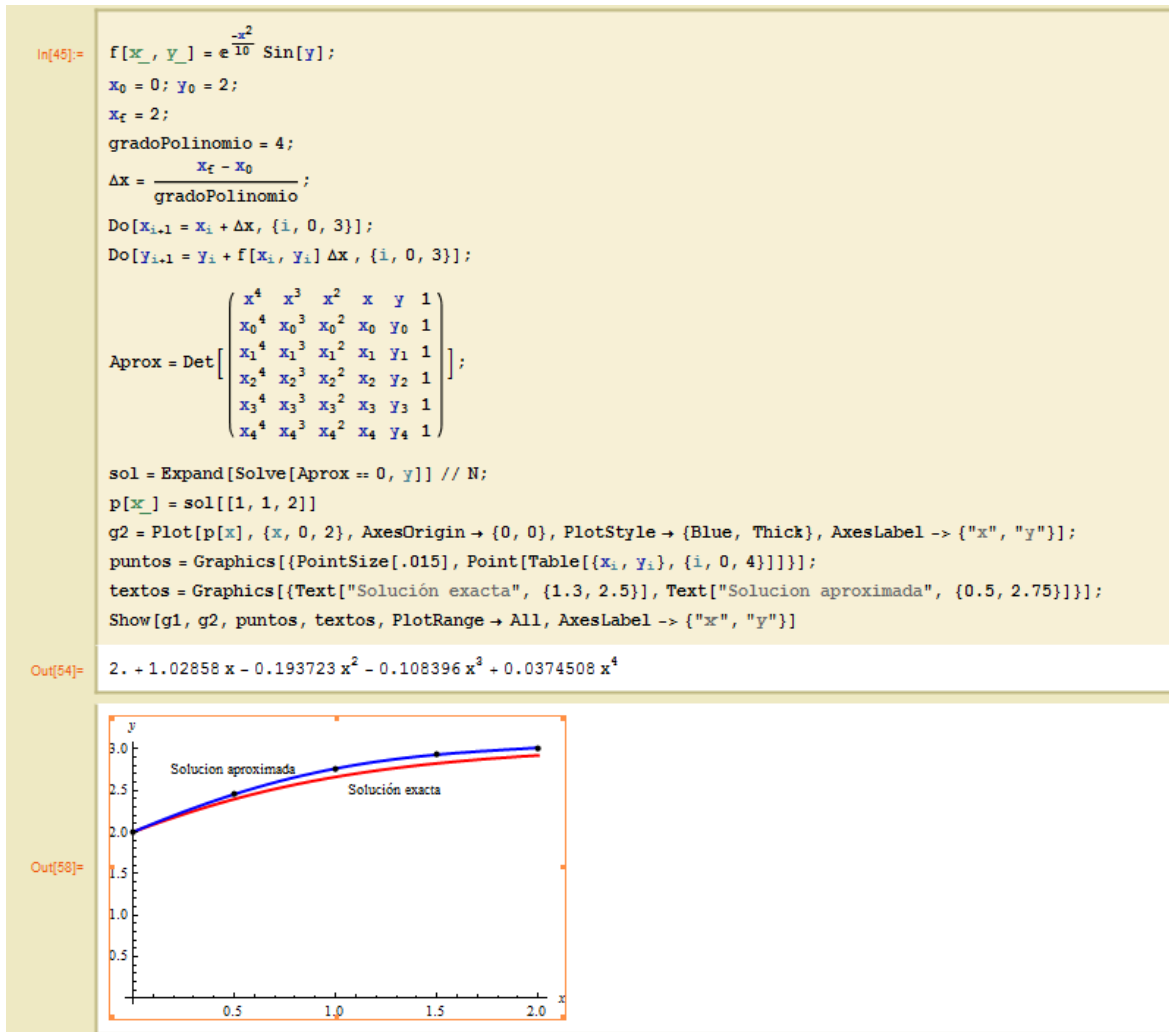 In[45]:= f[x_, y_] = e^(-x^2/10) Sin[y];
x₀ = 0; y₀ = 2;
x_f = 2;
gradoPolinomio = 4;
Δx = (x_f - x₀)/gradoPolinomio;
Do[x_{i+1} = x_i + Δx, {i, 0, 3}];
Do[y_{i+1} = y_i + f[x_i, y_i] Δx , {i, 0, 3}];
Aprox = Det[(
x⁴ x³ x² x y 1
x₀⁴ x₀³ x₀² x₀ y₀ 1
x₁⁴ x₁³ x₁² x₁ y₁ 1
x₂⁴ x₂³ x₂² x₂ y₂ 1
x₃⁴ x₃³ x₃² x₃ y₃ 1
x₄⁴ x₄³ x₄² x₄ y₄ 1
)];
sol = Expand[Solve[Aprox == 0, y]] // N;
p[x_] = sol[[1, 1, 2]]
g2 = Plot[p[x], {x, 0, 2}, AxesOrigin → {0, 0}, PlotStyle → {Blue, Thick}, AxesLabel -> {"x", "y"}];
puntos = Graphics[{PointSize[.015], Point[Table[{x_i, y_i}, {i, 0, 4}]]}];
textos = Graphics[{Text["Solución exacta", {1.3, 2.5}], Text["Solucion aproximada", {0.5, 2.75}]}];
Show[g1, g2, puntos, textos, PlotRange → All, AxesLabel -> {"x", "y"}]
Out[54]= 2. + 1.02858 x - 0.193723 x² - 0.108396 x³ + 0.0374508 x⁴
Out[58]=
y
3.0
Solucion aproximada
2.5
Solución exacta
2.0
1.5
1.0
0.5
x
0.5 1.0 1.5 2.0